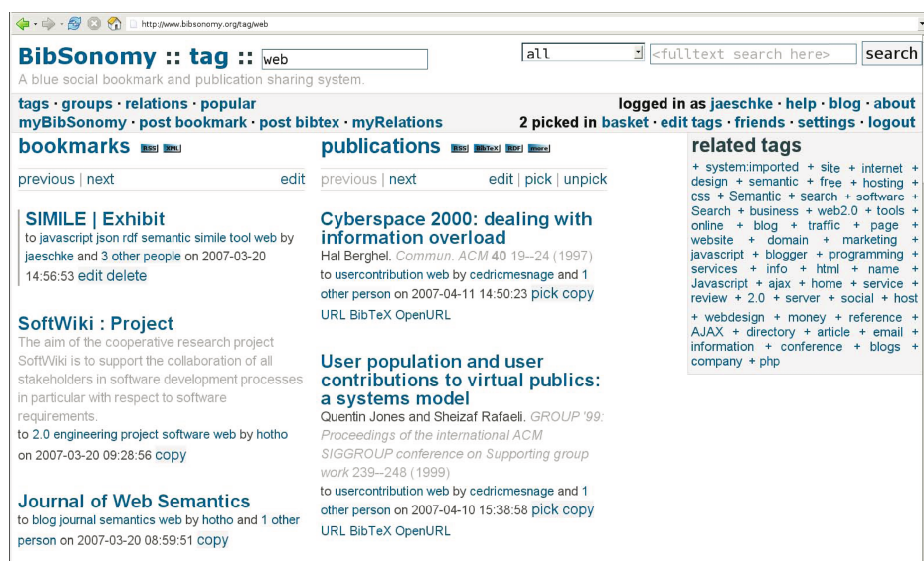 http://www.bibsonomy.org/tag/web
BibSonomy :: tag :: web
all
<fulltext search here>
search
A blue social bookmark and publication sharing system.
tags · groups · relations · popular
logged in as jaeschke · help · blog · about
myBibSonomy · post bookmark · post bibtex · myRelations
2 picked in basket · edit tags · friends · settings · logout
bookmarks RSS XML
previous | next edit
SIMILE | Exhibit
to javascript json rdf semantic simile tool web by
jaeschke and 3 other people on 2007-03-20
14:56:53 edit delete
SoftWiki : Project
The aim of the cooperative research project
SoftWiki is to support the collaboration of all
stakeholders in software development processes
in particular with respect to software
requirements.
to 2.0 engineering project software web by hotho
on 2007-03-20 09:28:56 copy
Journal of Web Semantics
to blog journal semantics web by hotho and 1 other
person on 2007-03-20 08:59:51 copy
publications RSS BibTeX RDF more
previous | next edit | pick | unpick
Cyberspace 2000: dealing with
information overload
Hal Berghel. Commun. ACM 40 19--24 (1997)
to usercontribution web by cedricmesnage and 1
other person on 2007-04-11 14:50:23 pick copy
URL BibTeX OpenURL
User population and user
contributions to virtual publics:
a systems model
Quentin Jones and Sheizaf Rafaeli. GROUP '99:
Proceedings of the international ACM
SIGGROUP conference on Supporting group
work 239--248 (1999)
to usercontribution web by cedricmesnage and 1
other person on 2007-04-10 15:38:58 pick copy
URL BibTeX OpenURL
related tags
+ system:imported + site + internet +
design + semantic + free + hosting +
css + Semantic + search + software +
Search + business + web2.0 + tools +
online + blog + traffic + page +
website + domain + marketing +
javascript + blogger + programming +
services + info + html + name +
Javascript + ajax + home + service +
review + 2.0 + server + social + host
+ webdesign + money + reference +
AJAX + directory + article + email +
information + conference + blogs +
company + php